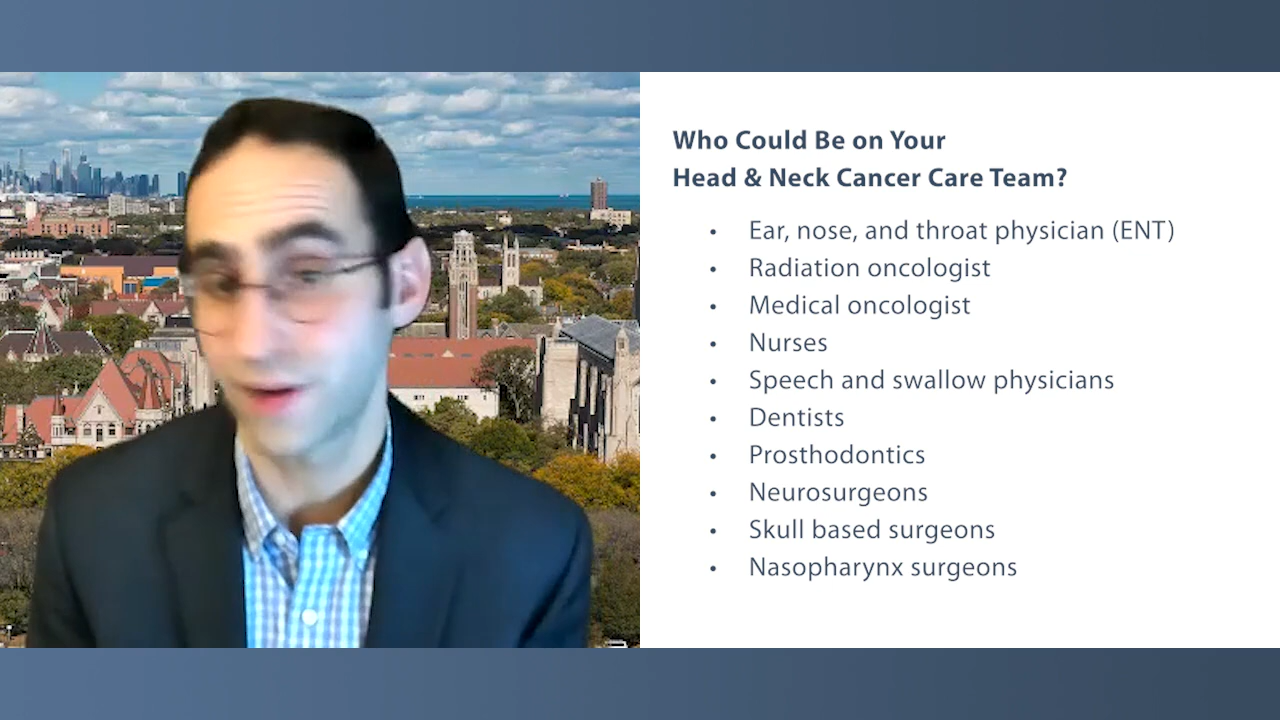 Who Could Be on Your
Head & Neck Cancer Care Team?
• Ear, nose, and throat physician (ENT)
• Radiation oncologist
• Medical oncologist
• Nurses
• Speech and swallow physicians
• Dentists
• Prosthodontics
• Neurosurgeons
• Skull based surgeons
• Nasopharynx surgeons